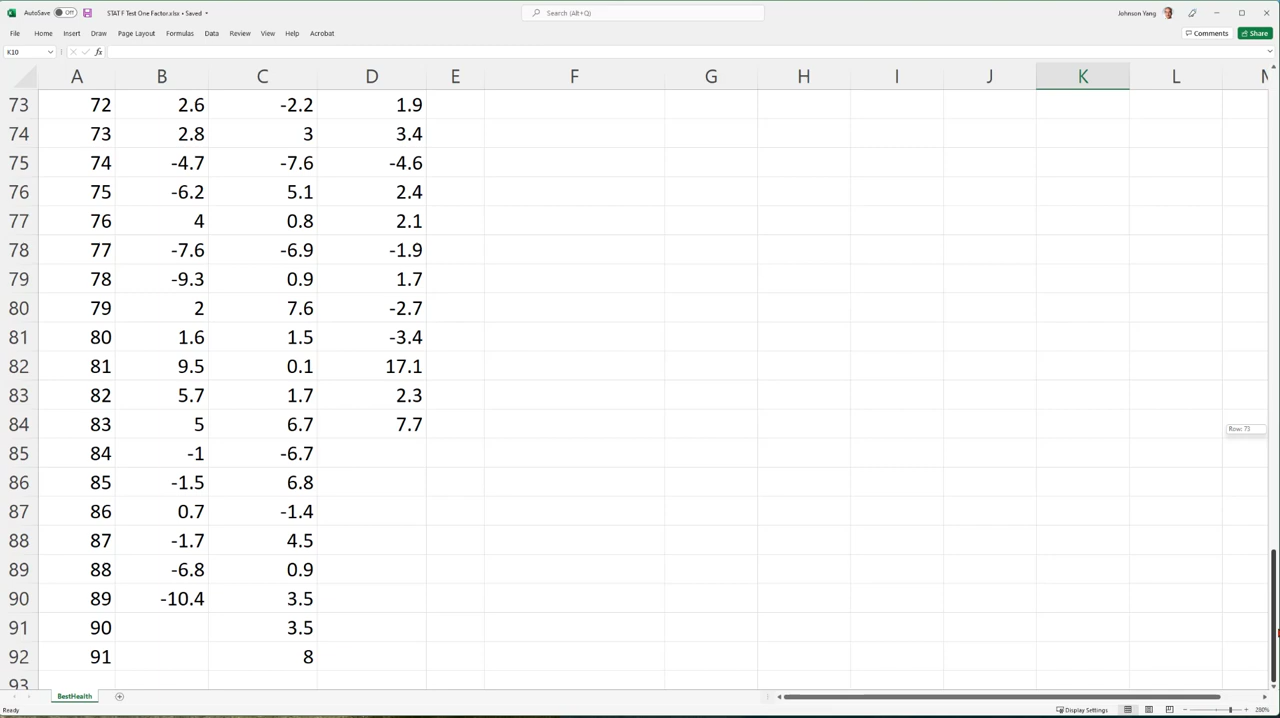 AutoSave Off STAT F Test One Factor.xlsx • Saved Search (Alt+Q) Johnson Yang
File Home Insert Draw Page Layout Formulas Data Review View Help Acrobat Comments Share
K10 fx
A B C D E F G H I J K L
73 72 2.6 -2.2 1.9
74 73 2.8 3 3.4
75 74 -4.7 -7.6 -4.6
76 75 -6.2 5.1 2.4
77 76 4 0.8 2.1
78 77 -7.6 -6.9 -1.9
79 78 -9.3 0.9 1.7
80 79 2 7.6 -2.7
81 80 1.6 1.5 -3.4
82 81 9.5 0.1 17.1
83 82 5.7 1.7 2.3
84 83 5 6.7 7.7
Row: 73
85 84 -1 -6.7
86 85 -1.5 6.8
87 86 0.7 -1.4
88 87 -1.7 4.5
89 88 -6.8 0.9
90 89 -10.4 3.5
91 90 3.5
92 91 8
93
BestHealth
Ready Display Settings 280%